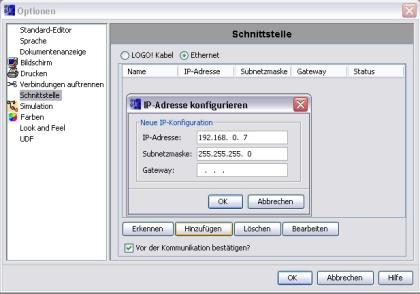 Optionen
Standard-Editor
Sprache
Dokumentenanzeige
Bildschirm
Drucken
Verbindungen auftrennen
Schnittstelle
Simulation
Farben
Look and Feel
UDF
Schnittstelle
LOGO! Kabel Ethernet
Name IP-Adresse Subnetzmaske Gateway Status
IP-Adresse konfigurieren
Neue IP-Konfiguration
IP-Adresse: 192.168. 0. 7
Subnetzmaske: 255.255.255. 0
Gateway: . . .
OK Abbrechen
Erkennen Hinzufügen Löschen Bearbeiten
Vor der Kommunikation bestätigen?
OK Abbrechen Hilfe